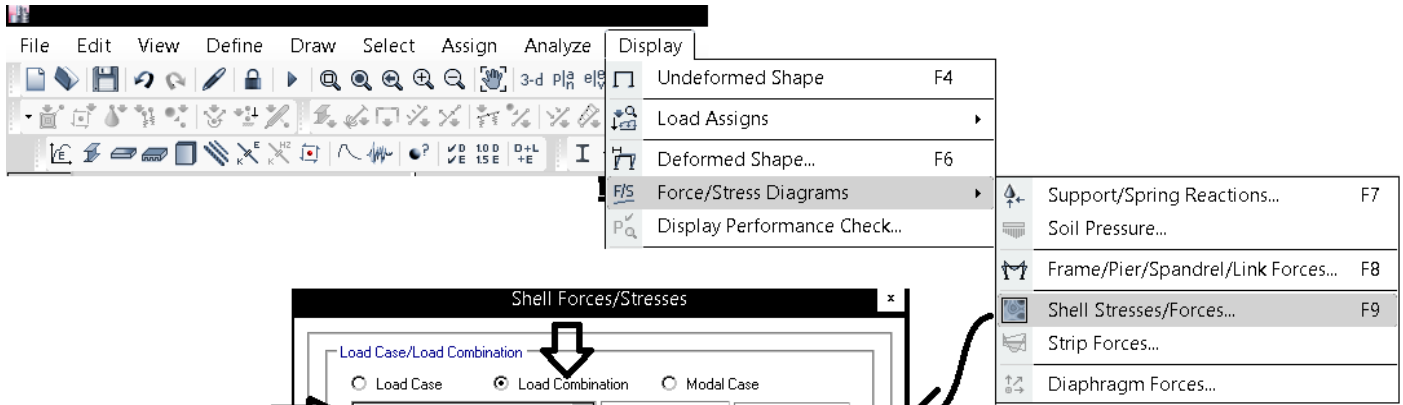 File Edit View Define Draw Select Assign Analyze Display
3-d
Undeformed Shape F4
Load Assigns
Deformed Shape... F6
F/S Force/Stress Diagrams
Display Performance Check...
Support/Spring Reactions... F7
Soil Pressure...
Frame/Pier/Spandrel/Link Forces... F8
Shell Stresses/Forces... F9
Strip Forces...
Diaphragm Forces...
Shell Forces/Stresses x
Load Case/Load Combination
Load Case Load Combination Modal Case